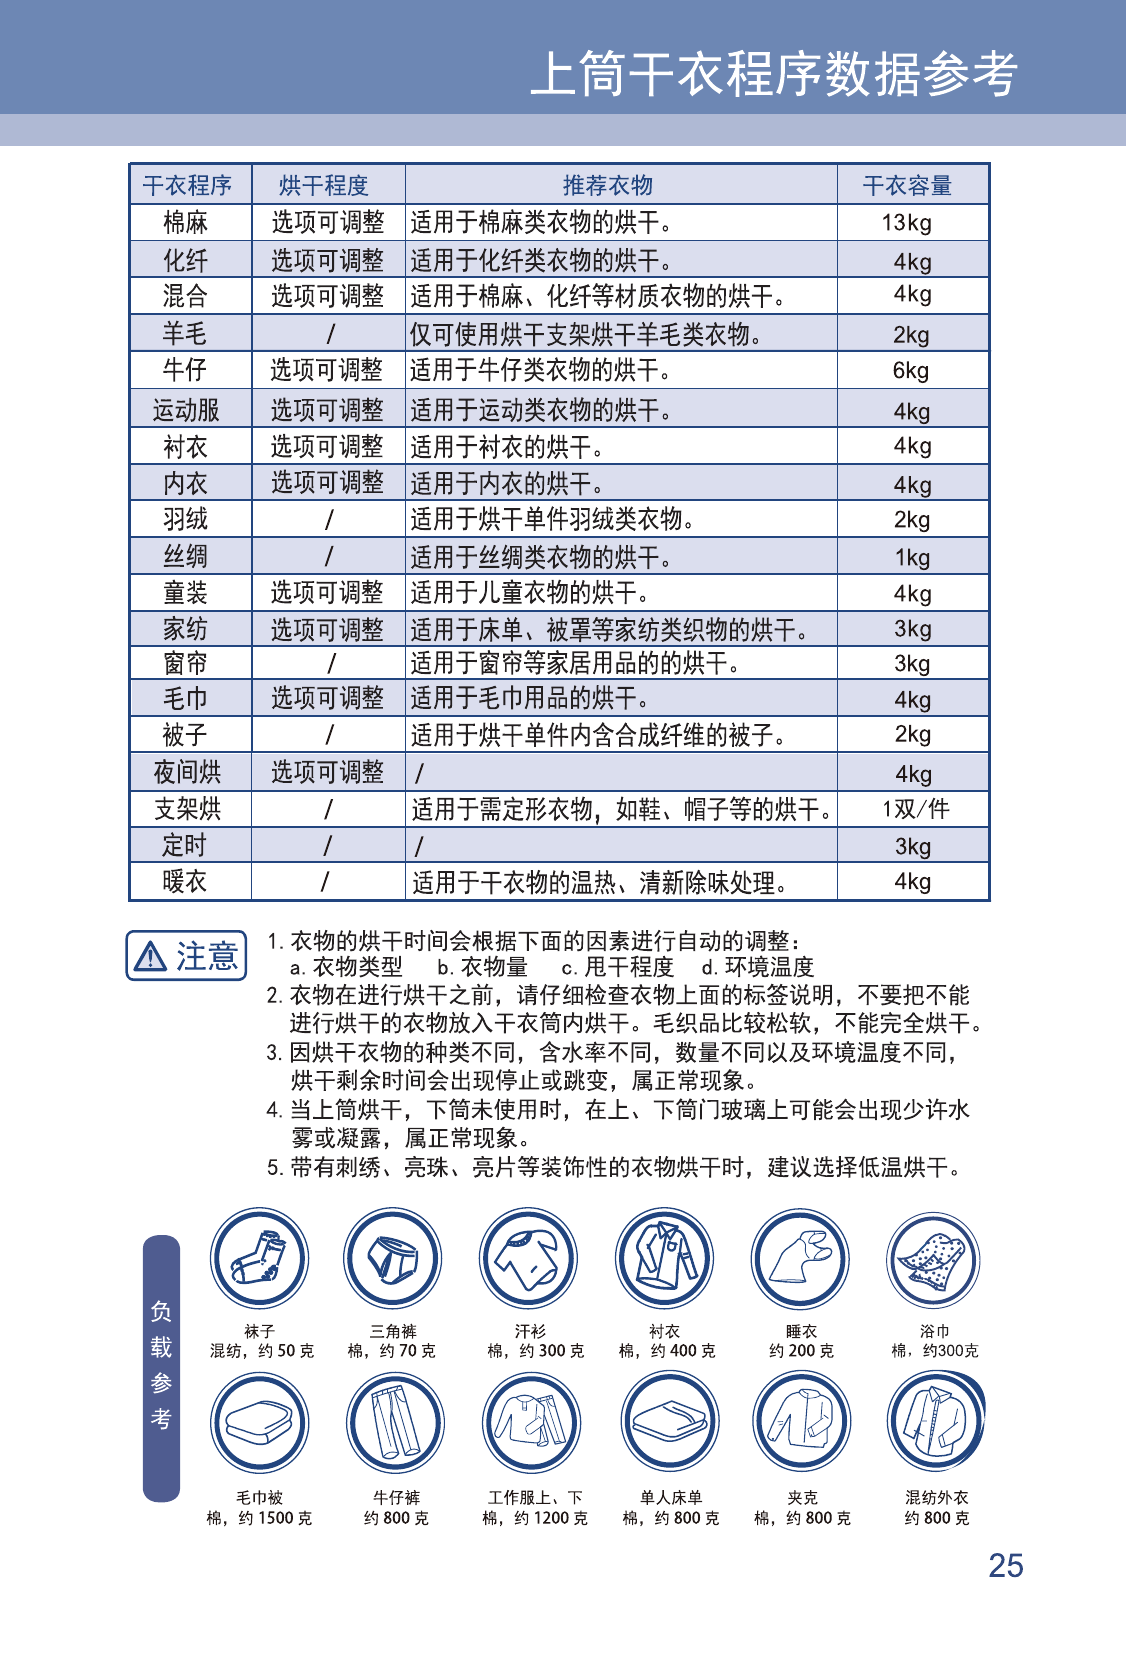 上筒干衣程序数据参考
干衣程序 烘干程度 推荐衣物 干衣容量
棉麻 选项可调整 适用于棉麻类衣物的烘干。 13kg
化纤 选项可调整 适用于化纤类衣物的烘干。 4kg
混合 选项可调整 适用于棉麻、化纤等材质衣物的烘干。 4kg
羊毛 / 仅可使用烘干支架烘干羊毛类衣物。 2kg
牛仔 选项可调整 适用于牛仔类衣物的烘干。 6kg
运动服 选项可调整 适用于运动类衣物的烘干。 4kg
衬衣 选项可调整 适用于衬衣的烘干。 4kg
内衣 选项可调整 适用于内衣的烘干。 4kg
羽绒 / 适用于烘干单件羽绒类衣物。 2kg
丝绸 / 适用于丝绸类衣物的烘干。 1kg
童装 选项可调整 适用于儿童衣物的烘干。 4kg
家纺 选项可调整 适用于床单、被罩等家纺类织物的烘干。 3kg
窗帘 / 适用于窗帘等家居用品的的烘干。 3kg
毛巾 选项可调整 适用于毛巾用品的烘干。 4kg
被子 / 适用于烘干单件内含合成纤维的被子。 2kg
夜间烘 选项可调整 / 4kg
支架烘 / 适用于需定形衣物，如鞋、帽子等的烘干。 1双/件
定时 / / 3kg
暖衣 / 适用于干衣物的温热、清新除味处理。 4kg
注意
1.衣物的烘干时间会根据下面的因素进行自动的调整：
a.衣物类型 b.衣物量 c.甩干程度 d.环境温度
2.衣物在进行烘干之前，请仔细检查衣物上面的标签说明，不要把不能
进行烘干的衣物放入干衣筒内烘干。毛织品比较松软，不能完全烘干。
3.因烘干衣物的种类不同，含水率不同，数量不同以及环境温度不同，
烘干剩余时间会出现停止或跳变，属正常现象。
4.当上筒烘干，下筒未使用时，在上、下筒门玻璃上可能会出现少许水
雾或凝露，属正常现象。
5.带有刺绣、亮珠、亮片等装饰性的衣物烘干时，建议选择低温烘干。
负载参考
袜子 三角裤 汗衫 衬衣 睡衣 浴巾
混纺，约 50 克 棉，约 70 克 棉，约 300 克 棉，约 400 克 约 200 克 棉，约300克
毛巾被 牛仔裤 工作服上、下 单人床单 夹克 混纺外衣
棉，约 1500 克 约 800 克 棉，约 1200 克 棉，约 800 克 棉，约 800 克 约 800 克
25